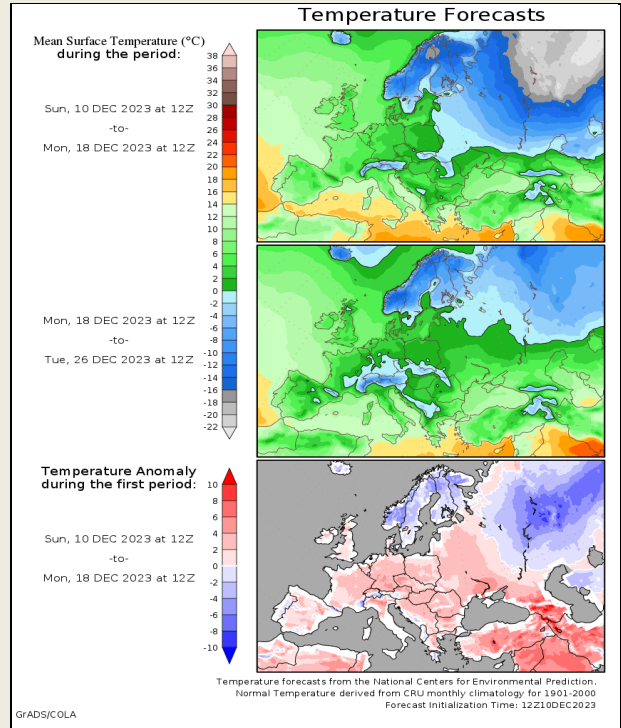 Temperature Forecasts
Mean Surface Temperature (°C)
during the period:
Sun, 10 DEC 2023 at 12Z
-to-
Mon, 18 DEC 2023 at 12Z
38
36
34
32
30
28
26
24
22
20
18
16
14
12
10
8
6
4
2
0
-2
-4
-6
-8
-10
-12
-14
-16
-18
-20
-22
Mon, 18 DEC 2023 at 12Z
-to-
Tue, 26 DEC 2023 at 12Z
Temperature Anomaly
during the first period:
Sun, 10 DEC 2023 at 12Z
-to-
Mon, 18 DEC 2023 at 12Z
10
8
6
4
2
0
-2
-4
-6
-8
-10
Temperature forecasts from the National Centers for Environmental Prediction.
Normal Temperature derived from CRU monthly climatology for 1901-2000
Forecast Initialization Time: 12Z10DEC2023
GrADS/COLA